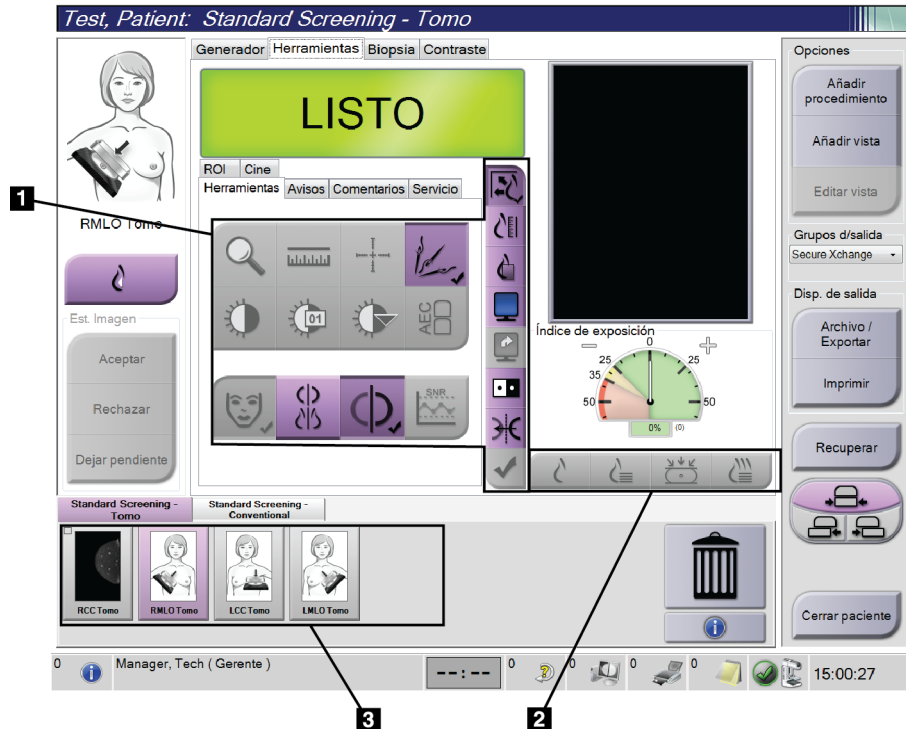 Test, Patient: Standard Screening - Tomo
Generador Herramientas Biopsia Contraste
LISTO
ROI Cine
Herramientas Avisos Comentarios Servicio
1
RMLO Tomo
Est. Imagen
Aceptar
Rechazar
Dejar pendiente
01
AEC
SNR
Índice de exposición
0
25 25
35
50 50
0% (0)
Opciones
Añadir
procedimiento
Añadir vista
Editar vista
Grupos d/salida
Secure Xchange
Disp. de salida
Archivo /
Exportar
Imprimir
Recuperar
Cerrar paciente
Standard Screening -
Tomo
Standard Screening -
Conventional
RCC Tomo RMLO Tomo LCC Tomo LMLO Tomo
0 Manager, Tech ( Gerente ) --:-- 0 0 0 0 15:00:27
3 2